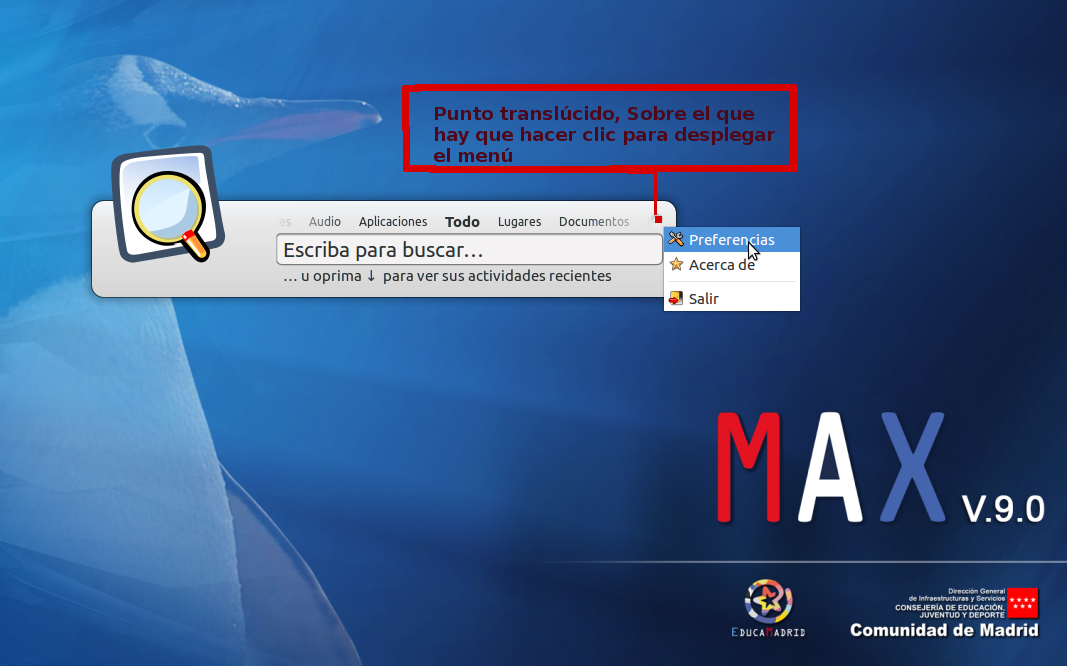 Punto translúcido, Sobre el que
hay que hacer clic para desplegar
el menú
es Audio Aplicaciones Todo Lugares Documentos
Escriba para buscar...
... u oprima ↓ para ver sus actividades recientes
Preferencias
Acerca de
Salir
MAX V.9.0
EDUCAMADRID
Dirección General
de Infraestructuras y Servicios
CONSEJERÍA DE EDUCACIÓN,
JUVENTUD Y DEPORTE
Comunidad de Madrid